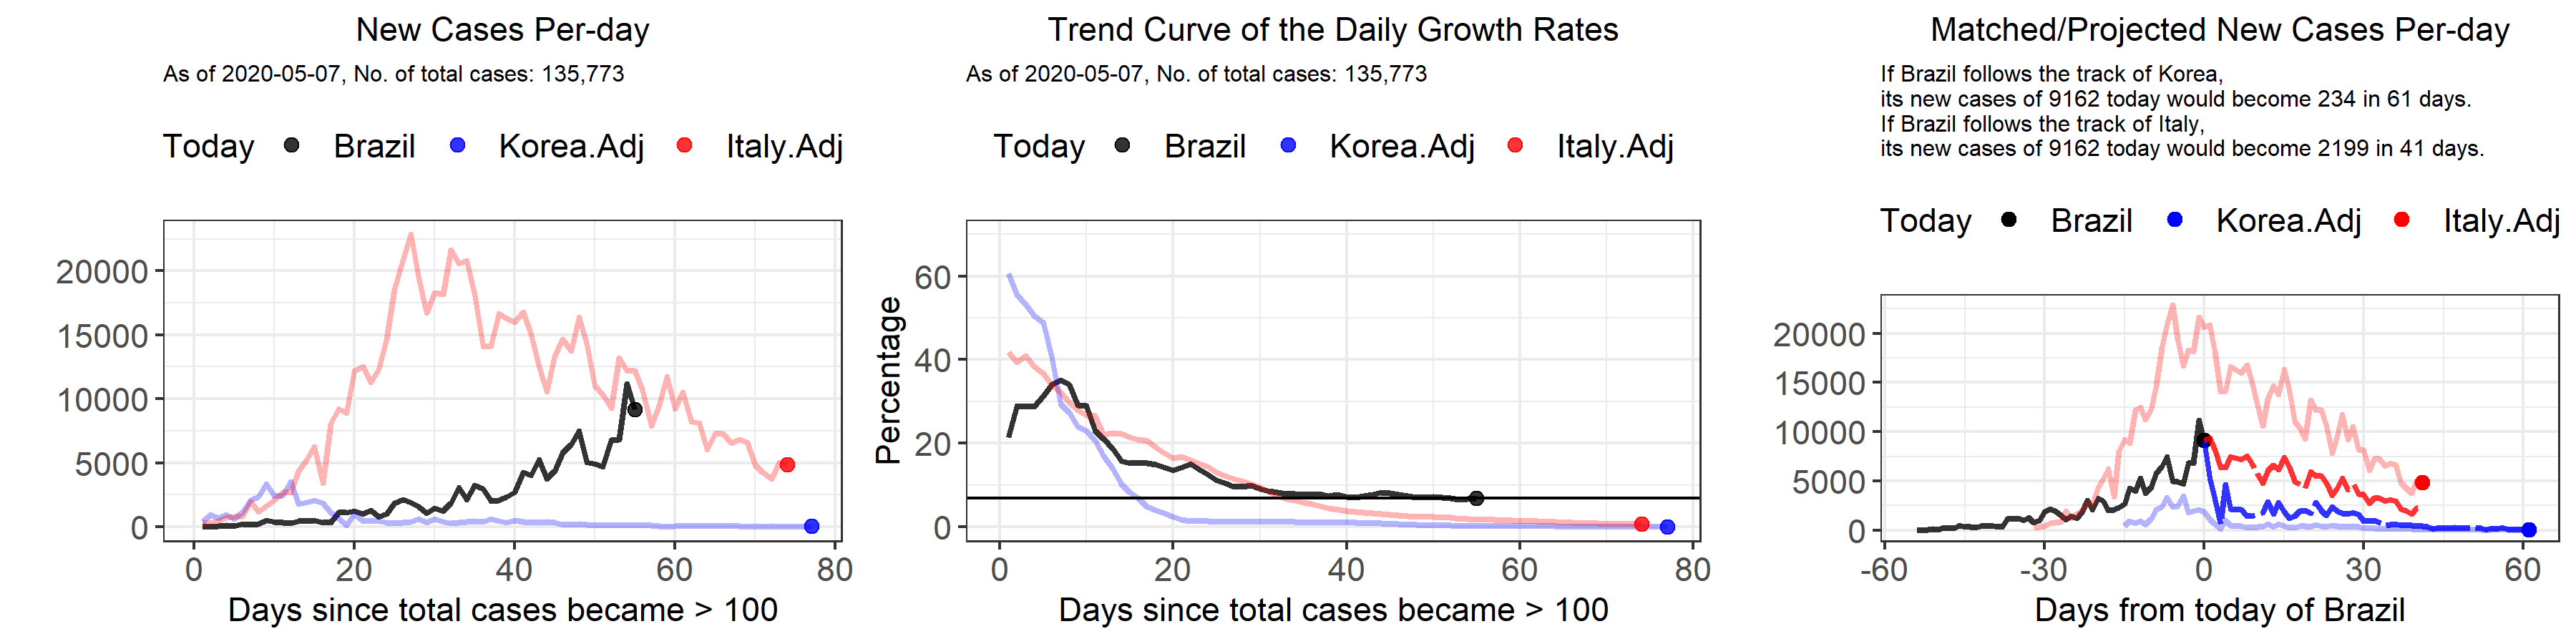 New Cases Per-day
As of 2020-05-07, No. of total cases: 135,773
Today Brazil Korea.Adj Italy.Adj
20000
15000
10000
5000
0
0 20 40 60 80
Days since total cases became > 100
Trend Curve of the Daily Growth Rates
As of 2020-05-07, No. of total cases: 135,773
Today Brazil Korea.Adj Italy.Adj
Percentage
60
40
20
0
0 20 40 60 80
Days since total cases became > 100
Matched/Projected New Cases Per-day
If Brazil follows the track of Korea,
its new cases of 9162 today would become 234 in 61 days.
If Brazil follows the track of Italy,
its new cases of 9162 today would become 2199 in 41 days.
Today Brazil Korea.Adj Italy.Adj
20000
15000
10000
5000
0
-60 -30 0 30 60
Days from today of Brazil